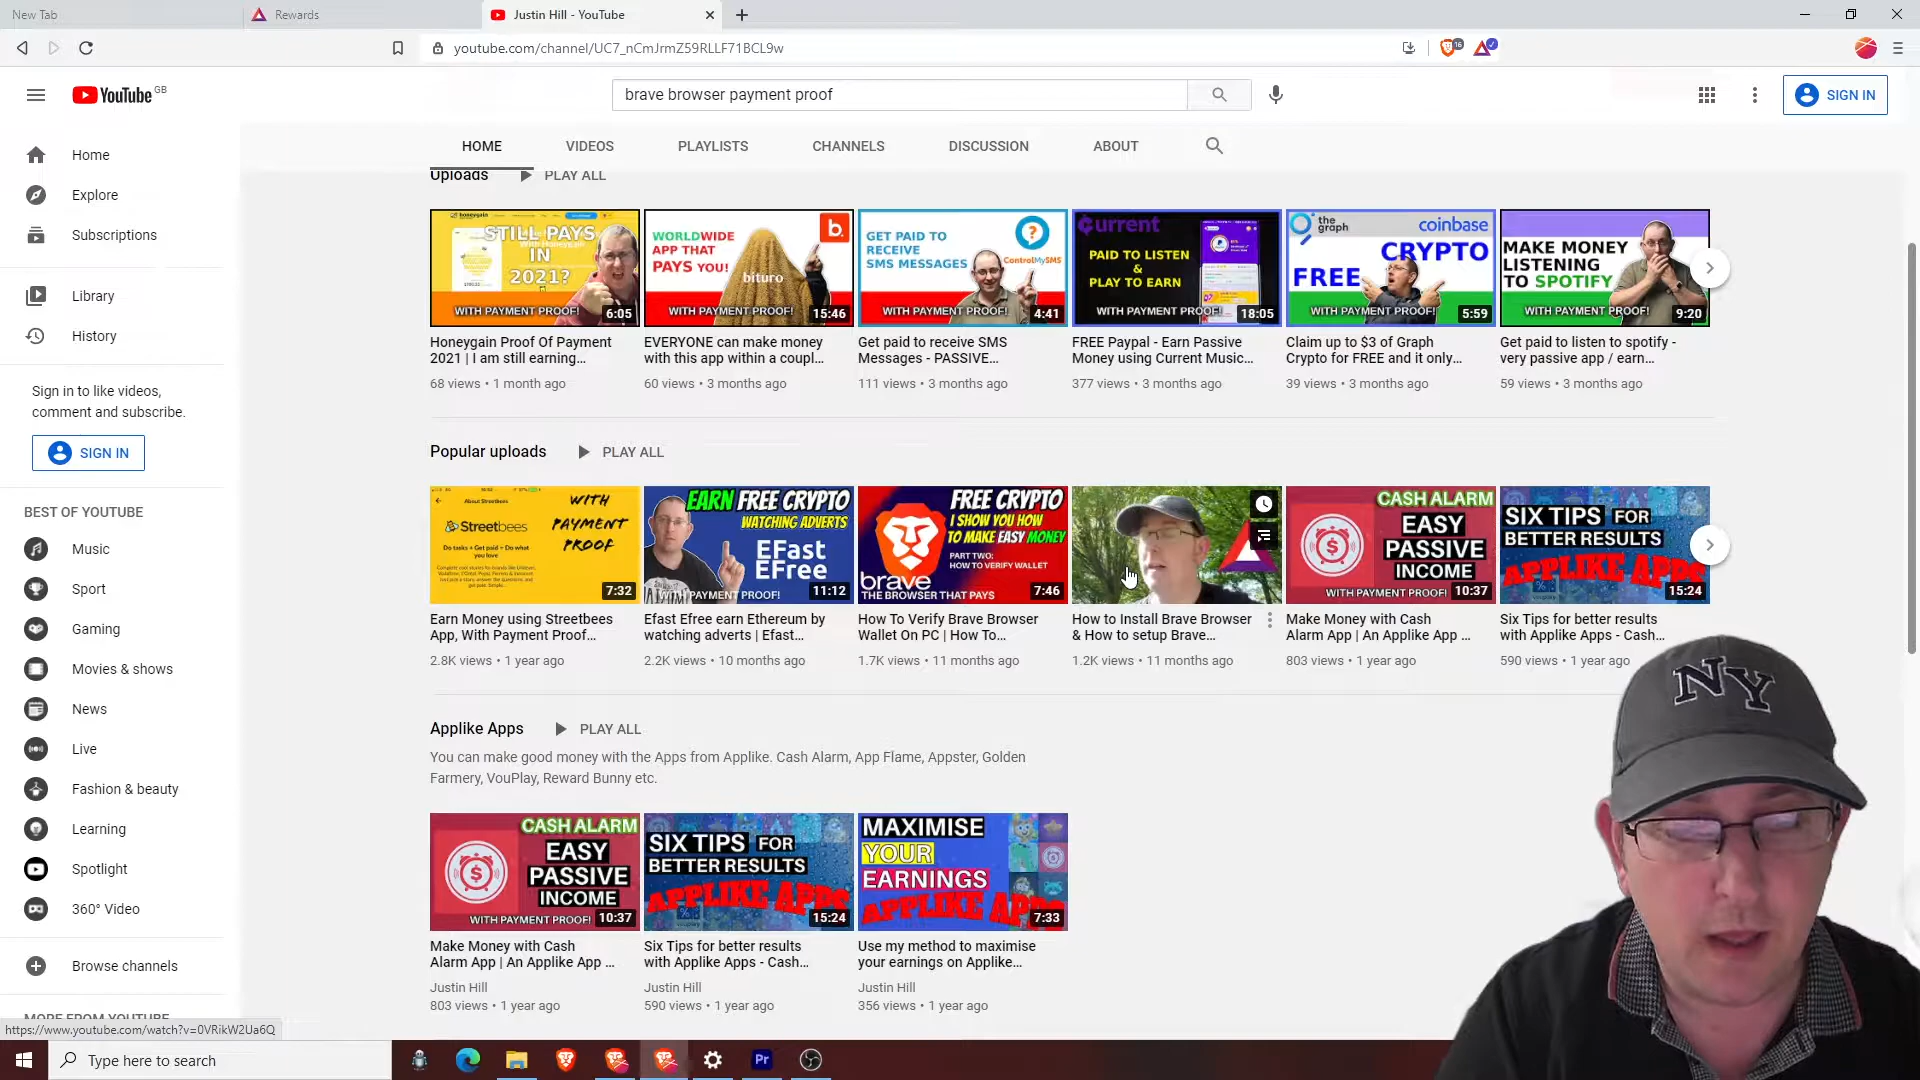 New Tab
Rewards
Justin Hill - YouTube
youtube.com/channel/UC7_nCmJrmZ59RLLF71BCL9w
16
YouTube GB
brave browser payment proof
SIGN IN
HOME
VIDEOS
PLAYLISTS
CHANNELS
DISCUSSION
ABOUT
Home
Explore
Subscriptions
Library
History
Sign in to like videos,
comment and subscribe.
SIGN IN
BEST OF YOUTUBE
Music
Sport
Gaming
Movies & shows
News
Live
Fashion & beauty
Learning
Spotlight
360° Video
Browse channels
MORE FROM YOUTUBE
https://www.youtube.com/watch?v=0VRikW2Ua6Q
Uploads
PLAY ALL
honeygain
STILL PAYS
IN
2021?
WITH PAYMENT PROOF!
6:05
Honeygain Proof Of Payment
2021 | I am still earning...
68 views • 1 month ago
WORLDWIDE
APP THAT
PAYS YOU!
b.
bituro
WITH PAYMENT PROOF!
15:46
EVERYONE can make money
with this app within a coupl...
60 views • 3 months ago
GET PAID TO
RECEIVE
SMS MESSAGES
ControlMySMS
WITH PAYMENT PROOF!
4:41
Get paid to receive SMS
Messages - PASSIVE...
111 views • 3 months ago
Current
PAID TO LISTEN
&
PLAY TO EARN
WITH PAYMENT PROOF!
18:05
FREE Paypal - Earn Passive
Money using Current Music...
377 views • 3 months ago
the
graph
coinbase
CRYPTO
FREE
WITH PAYMENT PROOF!
5:59
Claim up to $3 of Graph
Crypto for FREE and it only...
39 views • 3 months ago
MAKE MONEY
LISTENING
TO SPOTIFY
WITH PAYMENT PROOF!
9:20
Get paid to listen to spotify -
very passive app / earn...
59 views • 3 months ago
Popular uploads
PLAY ALL
About Streetbees
Streetbees
Do tasks + Get paid = Do what
you love
WITH
PAYMENT
PROOF
7:32
Earn Money using Streetbees
App, With Payment Proof...
2.8K views • 1 year ago
EARN FREE CRYPTO
WATCHING ADVERTS
EFast
EFree
WITH PAYMENT PROOF!
11:12
Efast Efree earn Ethereum by
watching adverts | Efast...
2.2K views • 10 months ago
FREE CRYPTO
I SHOW YOU HOW
TO MAKE EASY MONEY
PART TWO:
HOW TO VERIFY WALLET
brave
THE BROWSER THAT PAYS
7:46
How To Verify Brave Browser
Wallet On PC | How To...
1.7K views • 11 months ago
How to Install Brave Browser
& How to setup Brave...
1.2K views • 11 months ago
CASH ALARM
EASY
PASSIVE
INCOME
WITH PAYMENT PROOF!
10:37
Make Money with Cash
Alarm App | An Applike App ...
803 views • 1 year ago
SIX TIPS FOR
BETTER RESULTS
APPLIKE APPS
15:24
Six Tips for better results
with Applike Apps - Cash...
590 views • 1 year ago
Applike Apps
PLAY ALL
You can make good money with the Apps from Applike. Cash Alarm, App Flame, Appster, Golden
Farmery, VouPlay, Reward Bunny etc.
CASH ALARM
EASY
PASSIVE
INCOME
WITH PAYMENT PROOF!
10:37
Make Money with Cash
Alarm App | An Applike App ...
Justin Hill
803 views • 1 year ago
SIX TIPS FOR
BETTER RESULTS
APPLIKE APPS
15:24
Six Tips for better results
with Applike Apps - Cash...
Justin Hill
590 views • 1 year ago
MAXIMISE
YOUR
EARNINGS
APPLIKE APPS
7:33
Use my method to maximise
your earnings on Applike...
Justin Hill
356 views • 1 year ago
NY
Type here to search
Pr